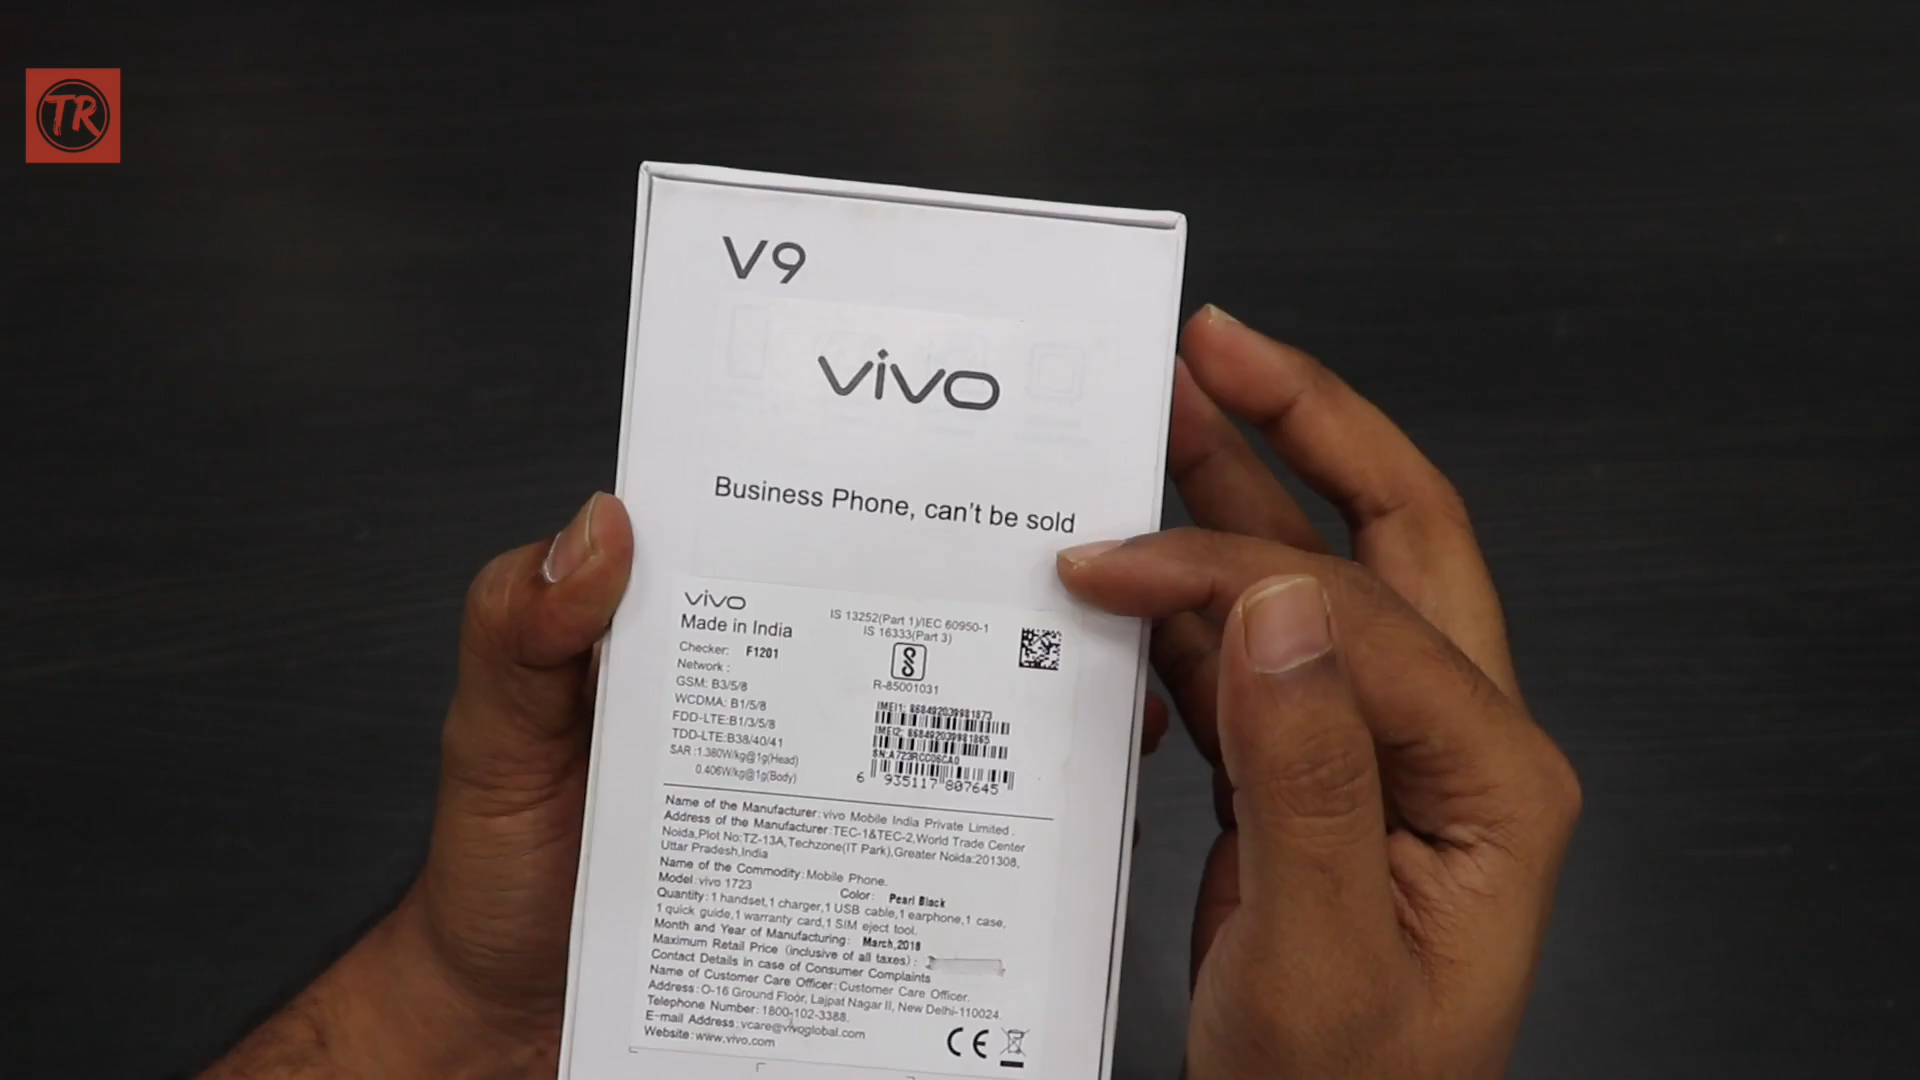 TR
V9
vivo
Business Phone, can't be sold
vivo
Made in India
Checker: F1201
Network :
GSM: B3/5/8
WCDMA: B1/5/8
FDD-LTE:B1/3/5/8
TDD-LTE:B38/40/41
SAR :1.380W/kg@1g(Head)
0.406W/kg@1g(Body)
IS 13252(Part 1)/IEC 60950-1
IS 16333(Part 3)
R-85001031
IMEI1: 868492039981873
IMEI2: 868492039981865
SN:A723RCC06CA0
6 935117 807645
Name of the Manufacturer:vivo Mobile India Private Limited.
Address of the Manufacturer:TEC-1&TEC-2,World Trade Center
Noida,Plot No:TZ-13A,Techzone(IT Park),Greater Noida:201308,
Uttar Pradesh,India
Name of the Commodity:Mobile Phone.
Model:vivo 1723 Color: Pearl Black
Quantity:1 handset,1 charger,1 USB cable,1 earphone,1 case,
1 quick guide,1 warranty card,1 SIM eject tool.
Month and Year of Manufacturing: March,2018
Maximum Retail Price (inclusive of all taxes):
Contact Details in case of Consumer Complaints
Name of Customer Care Officer:Customer Care Officer.
Address:O-16 Ground Floor, Lajpat Nagar II, New Delhi-110024.
Telephone Number:1800-102-3388.
E-mail Address:vcare@vivoglobal.com
Website:www.vivo.com
CE